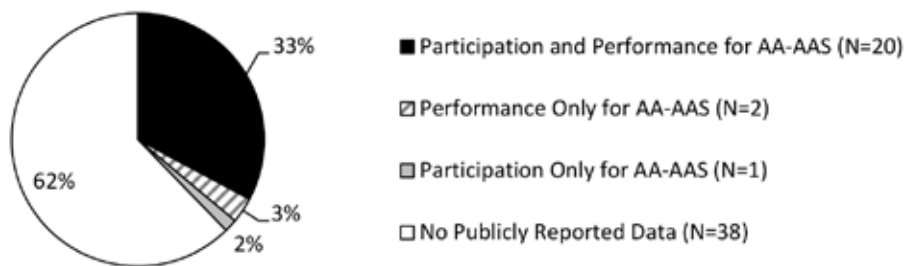 33%
Participation and Performance for AA-AAS (N=20)
Performance Only for AA-AAS (N=2)
62%
Participation Only for AA-AAS (N=1)
3%
2%
No Publicly Reported Data (N=38)